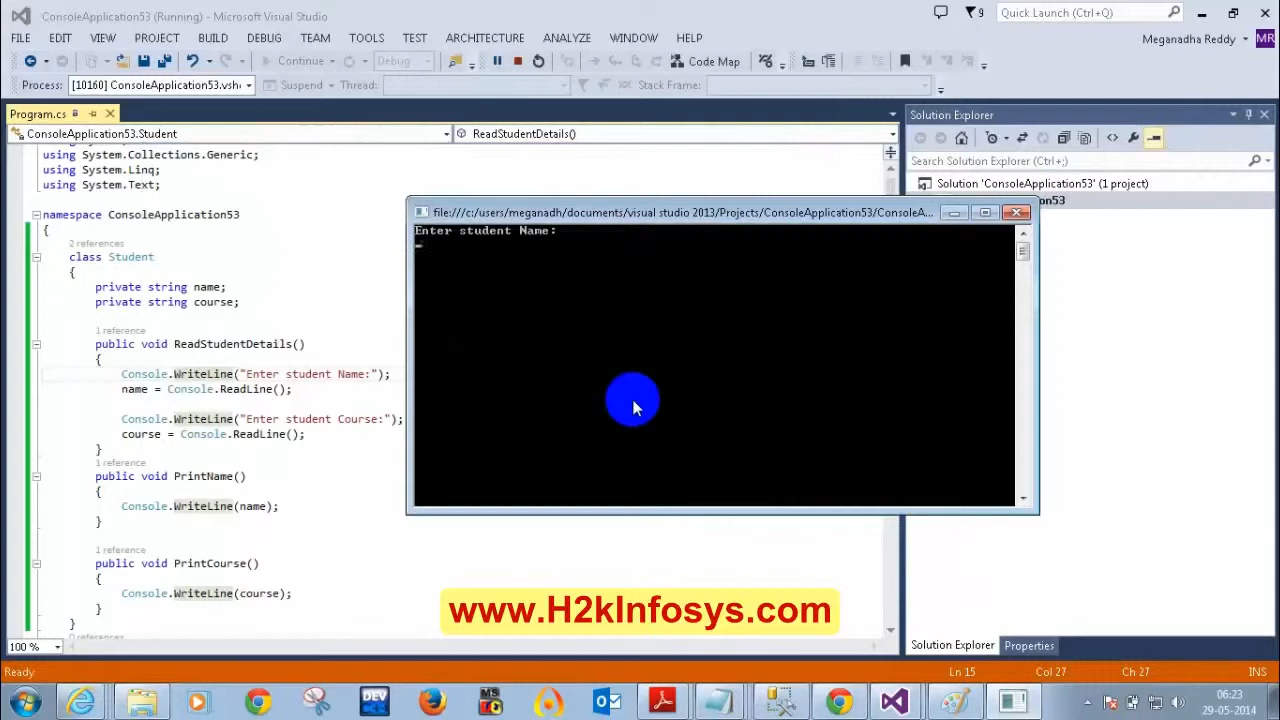 ConsoleApplication53 (Running) - Microsoft Visual Studio
9
Quick Launch (Ctrl+Q)
FILE EDIT VIEW PROJECT BUILD DEBUG TEAM TOOLS TEST ARCHITECTURE ANALYZE WINDOW HELP
Meganadha Reddy MR
Continue Debug Code Map
Process: [10160] ConsoleApplication53.vsh Suspend Thread: Stack Frame:
Program.cs
Solution Explorer
ConsoleApplication53.Student ReadStudentDetails()
Search Solution Explorer (Ctrl+;)
using System.Collections.Generic;
using System.Linq;
using System.Text;
Solution 'ConsoleApplication53' (1 project)
namespace ConsoleApplication53
{
2 references
class Student
{
private string name;
private string course;
1 reference
public void ReadStudentDetails()
{
Console.WriteLine("Enter student Name:");
name = Console.ReadLine();
Console.WriteLine("Enter student Course:");
course = Console.ReadLine();
}
1 reference
public void PrintName()
{
Console.WriteLine(name);
}
1 reference
public void PrintCourse()
{
Console.WriteLine(course);
}
}
file:///c:/users/meganadh/documents/visual studio 2013/Projects/ConsoleApplication53/ConsoleA...
Enter student Name:
www.H2kInfosys.com
100 %
Solution Explorer Properties
Ready Ln 15 Col 27 Ch 27 INS
DEV
MS
06:23
29-05-2014